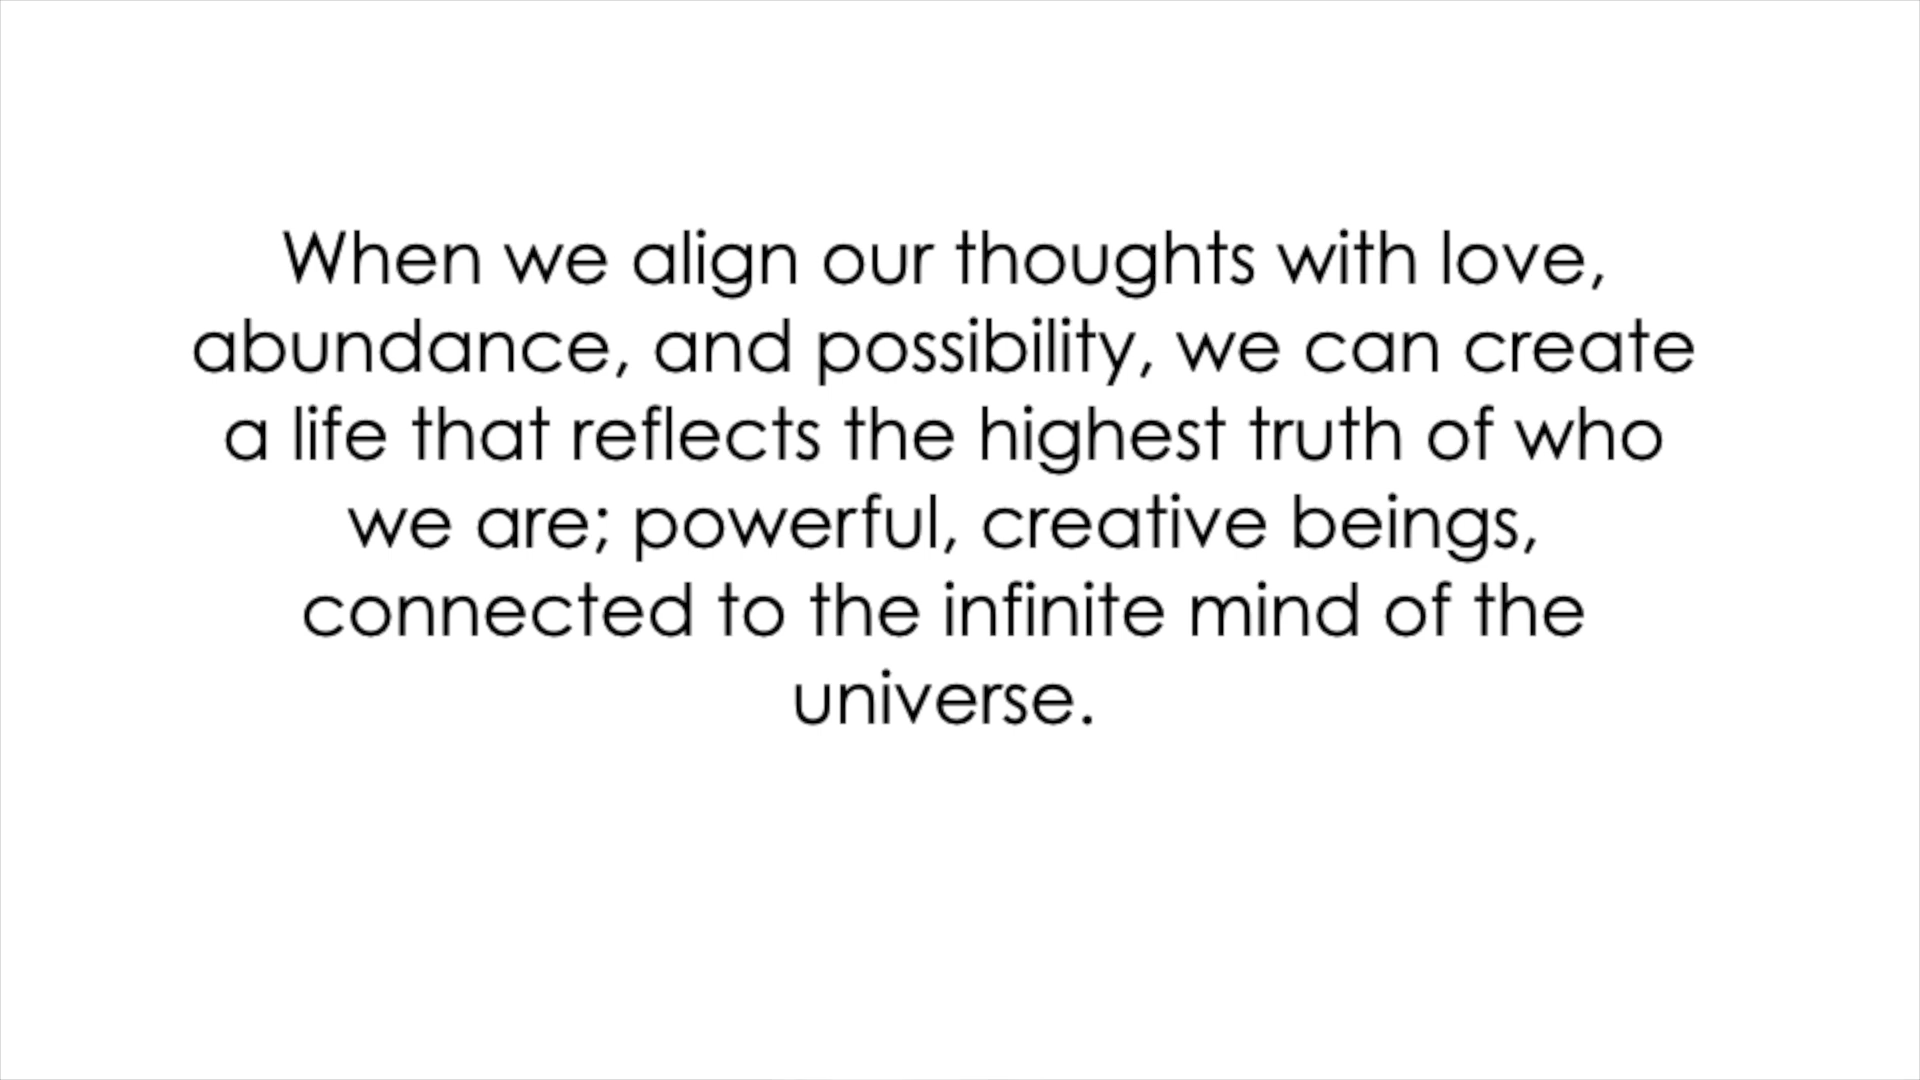 When we align our thoughts with love,
abundance, and possibility, we can create
a life that reflects the highest truth of who
we are; powerful, creative beings,
connected to the infinite mind of the
universe.